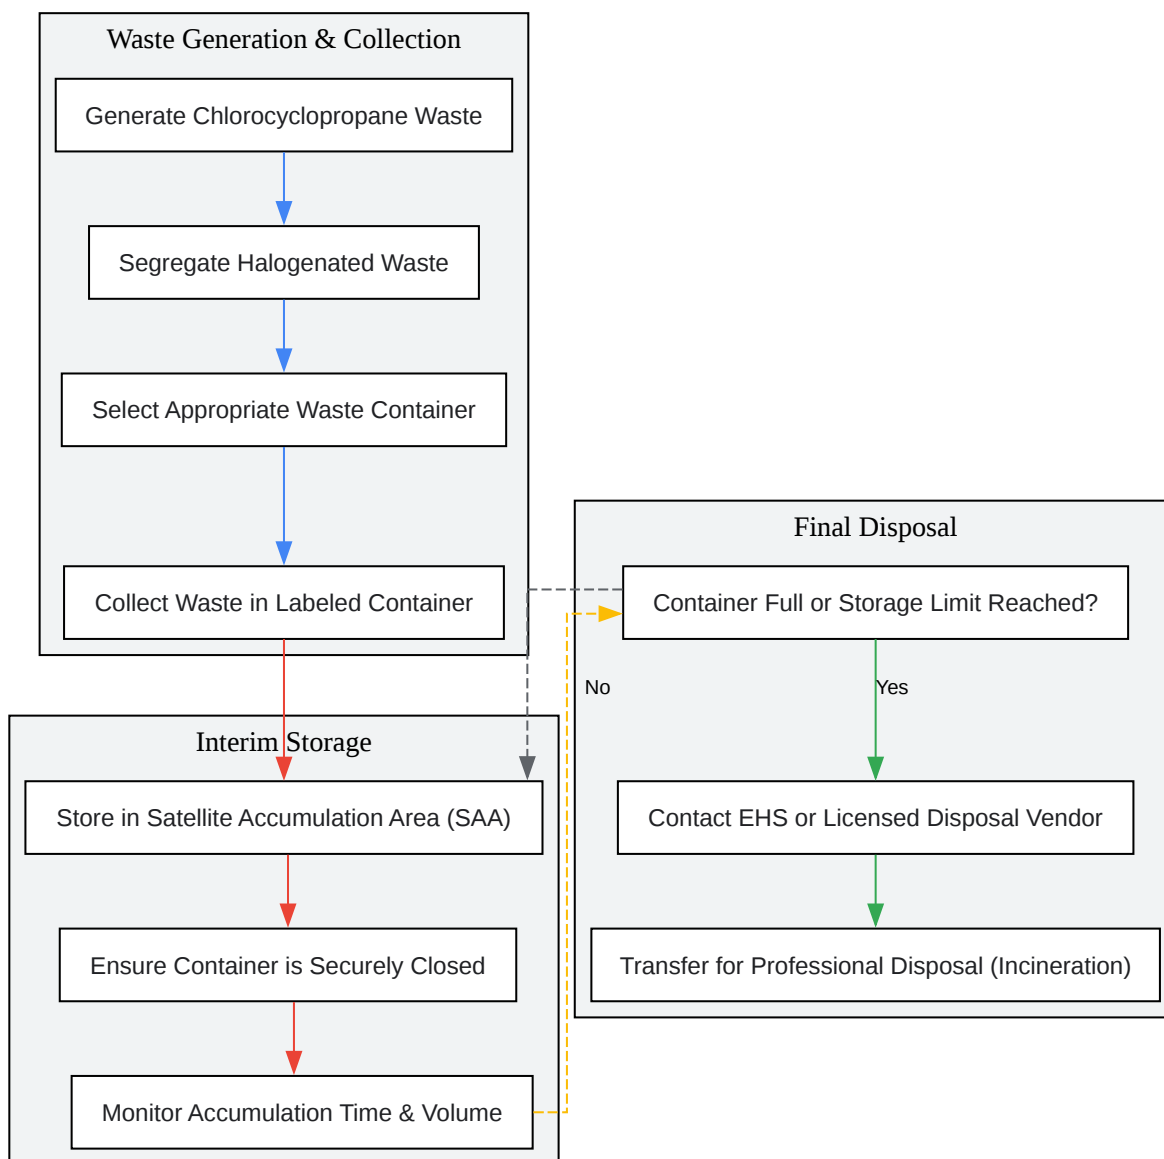 Waste Generation & Collection
Generate Chlorocyclopropane Waste
Segregate Halogenated Waste
Select Appropriate Waste Container
Collect Waste in Labeled Container
Interim Storage
Store in Satellite Accumulation Area (SAA)
Ensure Container is Securely Closed
Monitor Accumulation Time & Volume
Final Disposal
Container Full or Storage Limit Reached?
No
Yes
Contact EHS or Licensed Disposal Vendor
Transfer for Professional Disposal (Incineration)